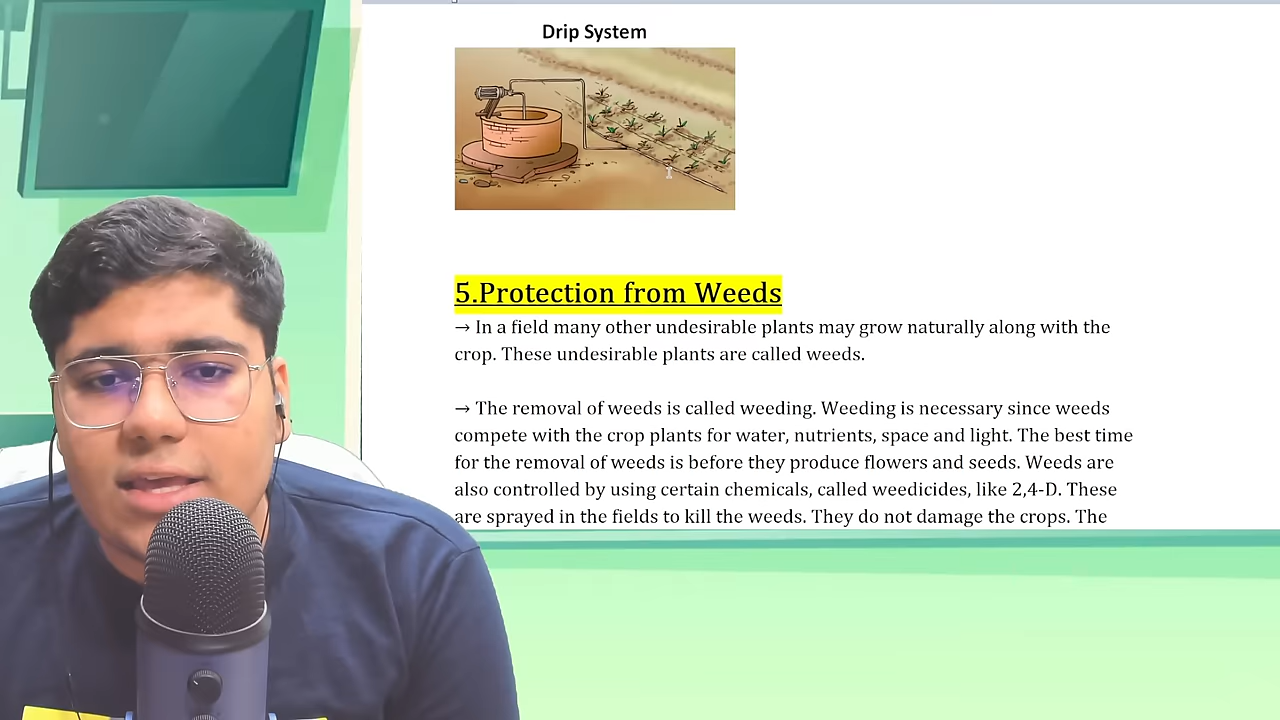 Drip System
5.Protection from Weeds
→ In a field many other undesirable plants may grow naturally along with the
crop. These undesirable plants are called weeds.
→ The removal of weeds is called weeding. Weeding is necessary since weeds
compete with the crop plants for water, nutrients, space and light. The best time
for the removal of weeds is before they produce flowers and seeds. Weeds are
also controlled by using certain chemicals, called weedicides, like 2,4-D. These
are sprayed in the fields to kill the weeds. They do not damage the crops. The